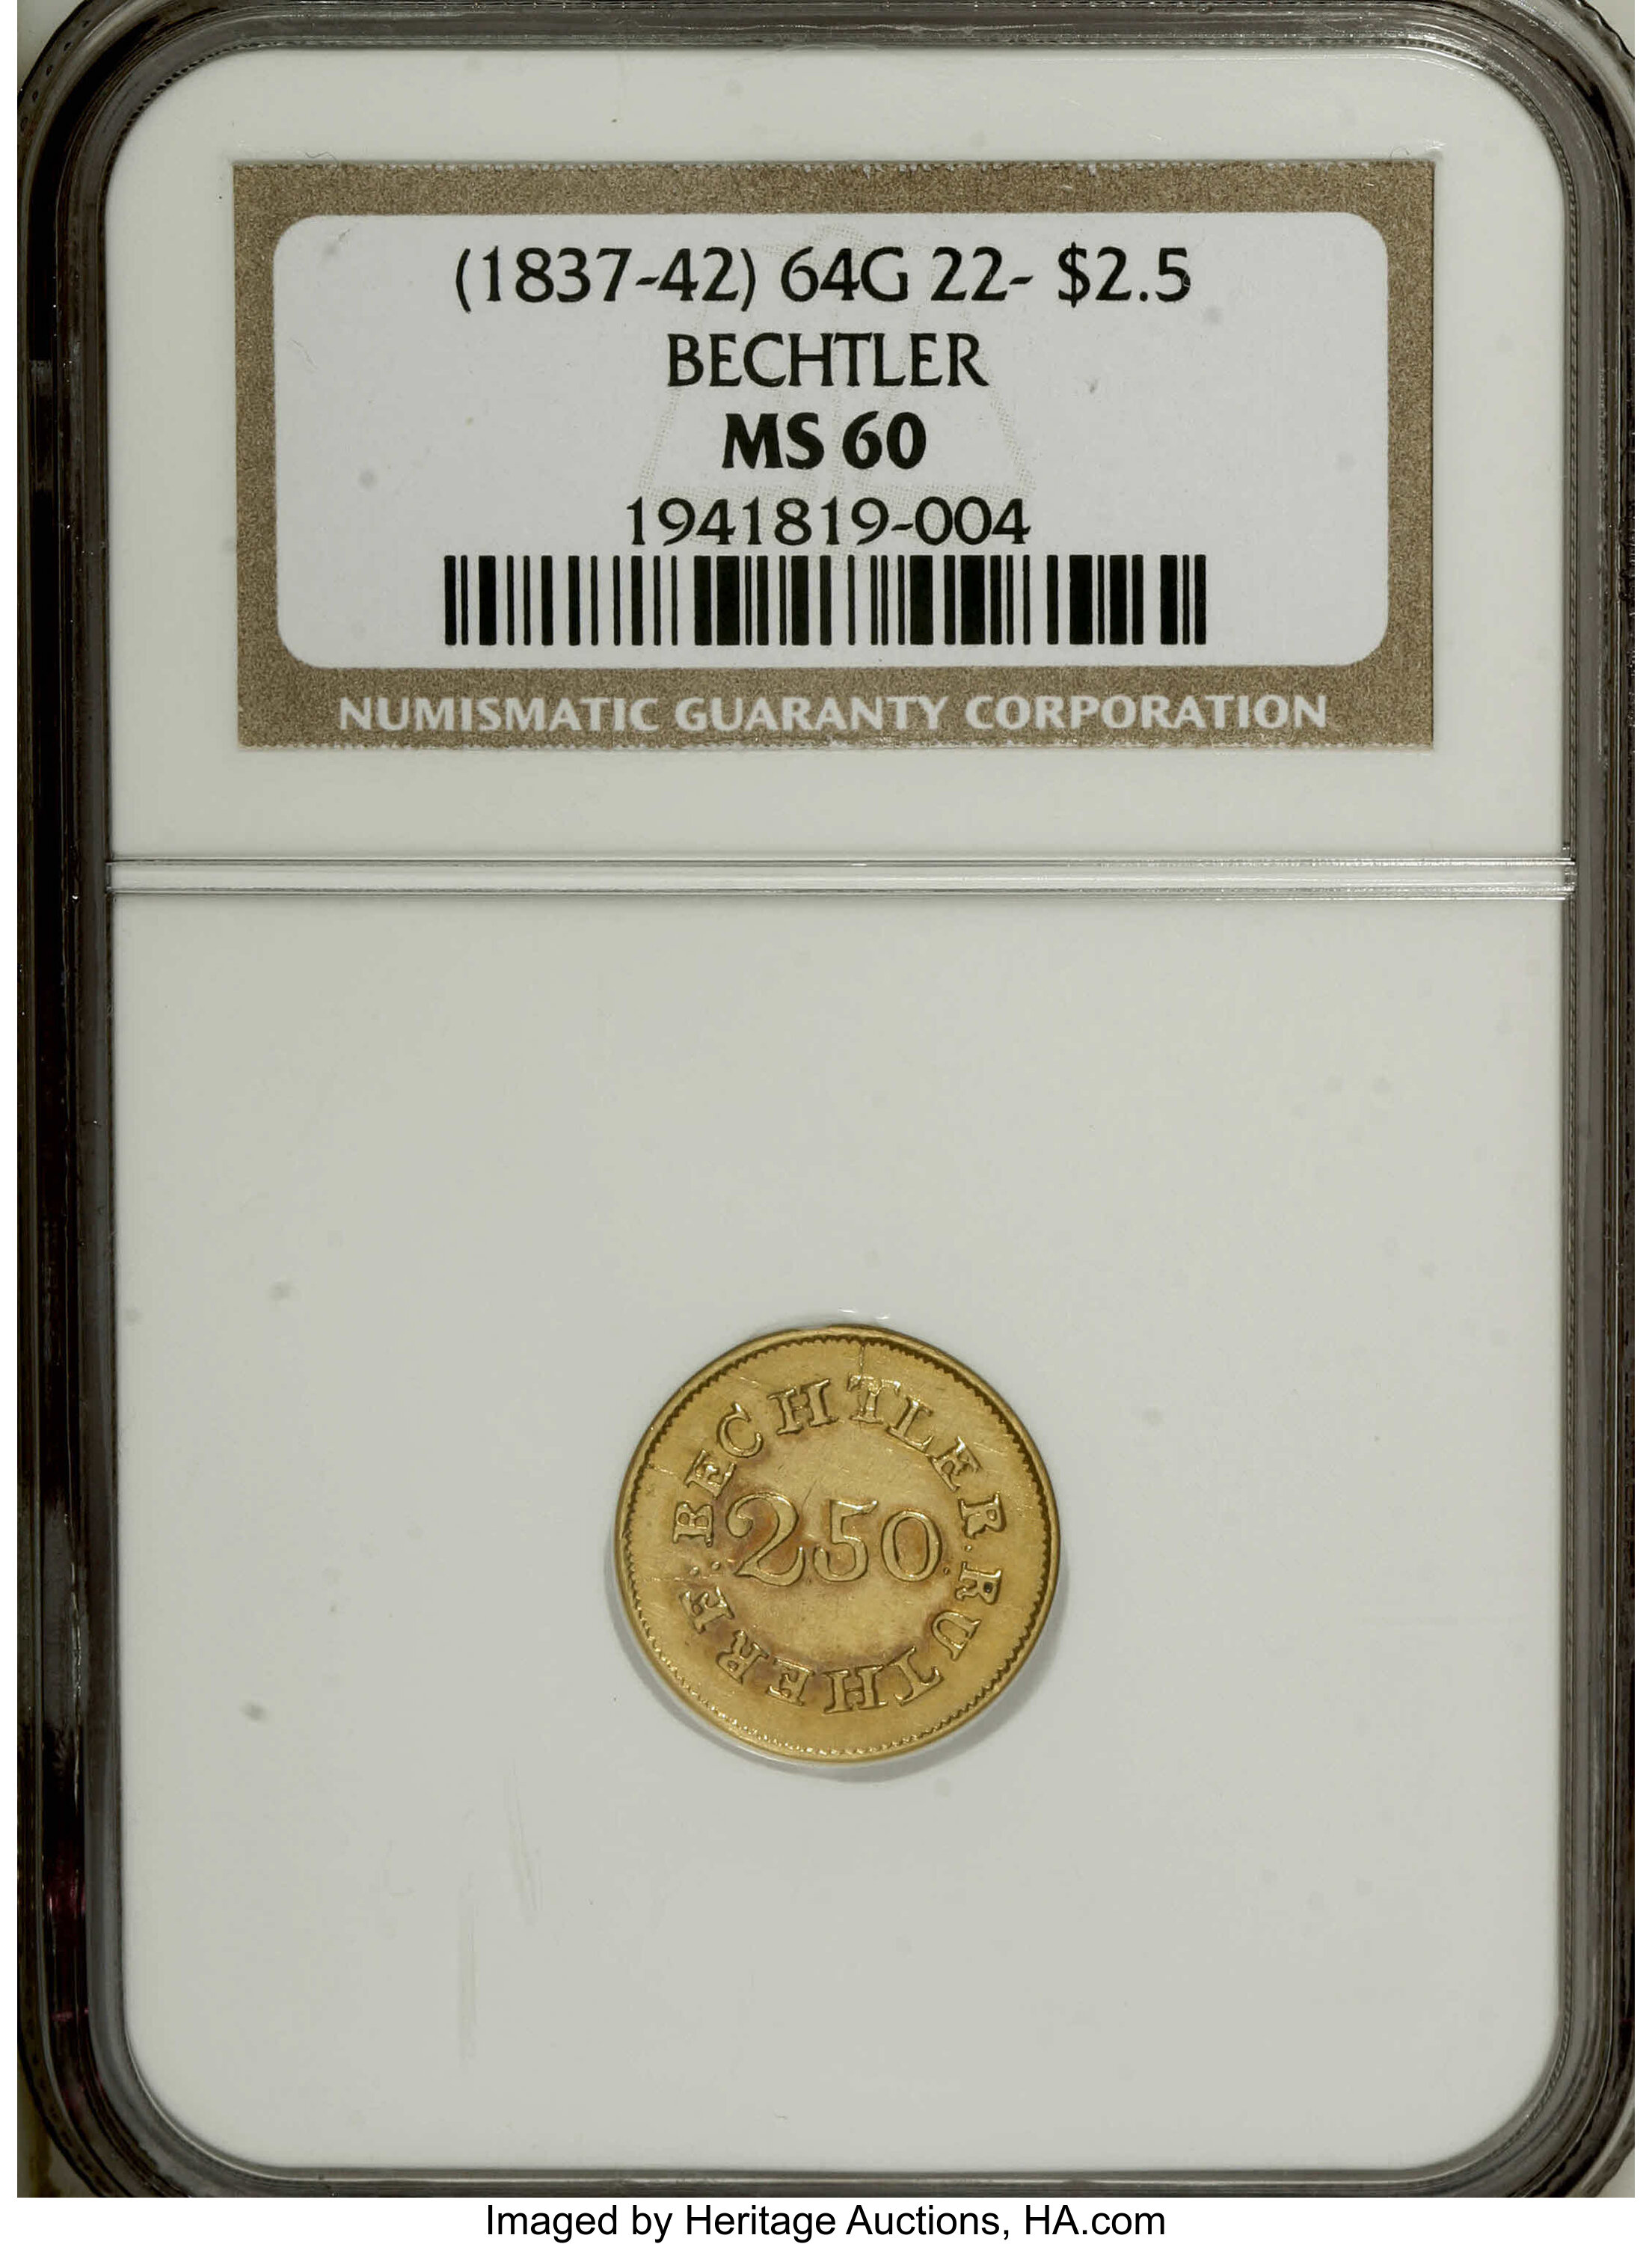 (1837-42) 64G 22- $2.5
BECHTLER
MS 60
1941819-004
NUMISMATIC GUARANTY CORPORATION
BECHTLER.RUTHERF.:
250
Imaged by Heritage Auctions, HA.com